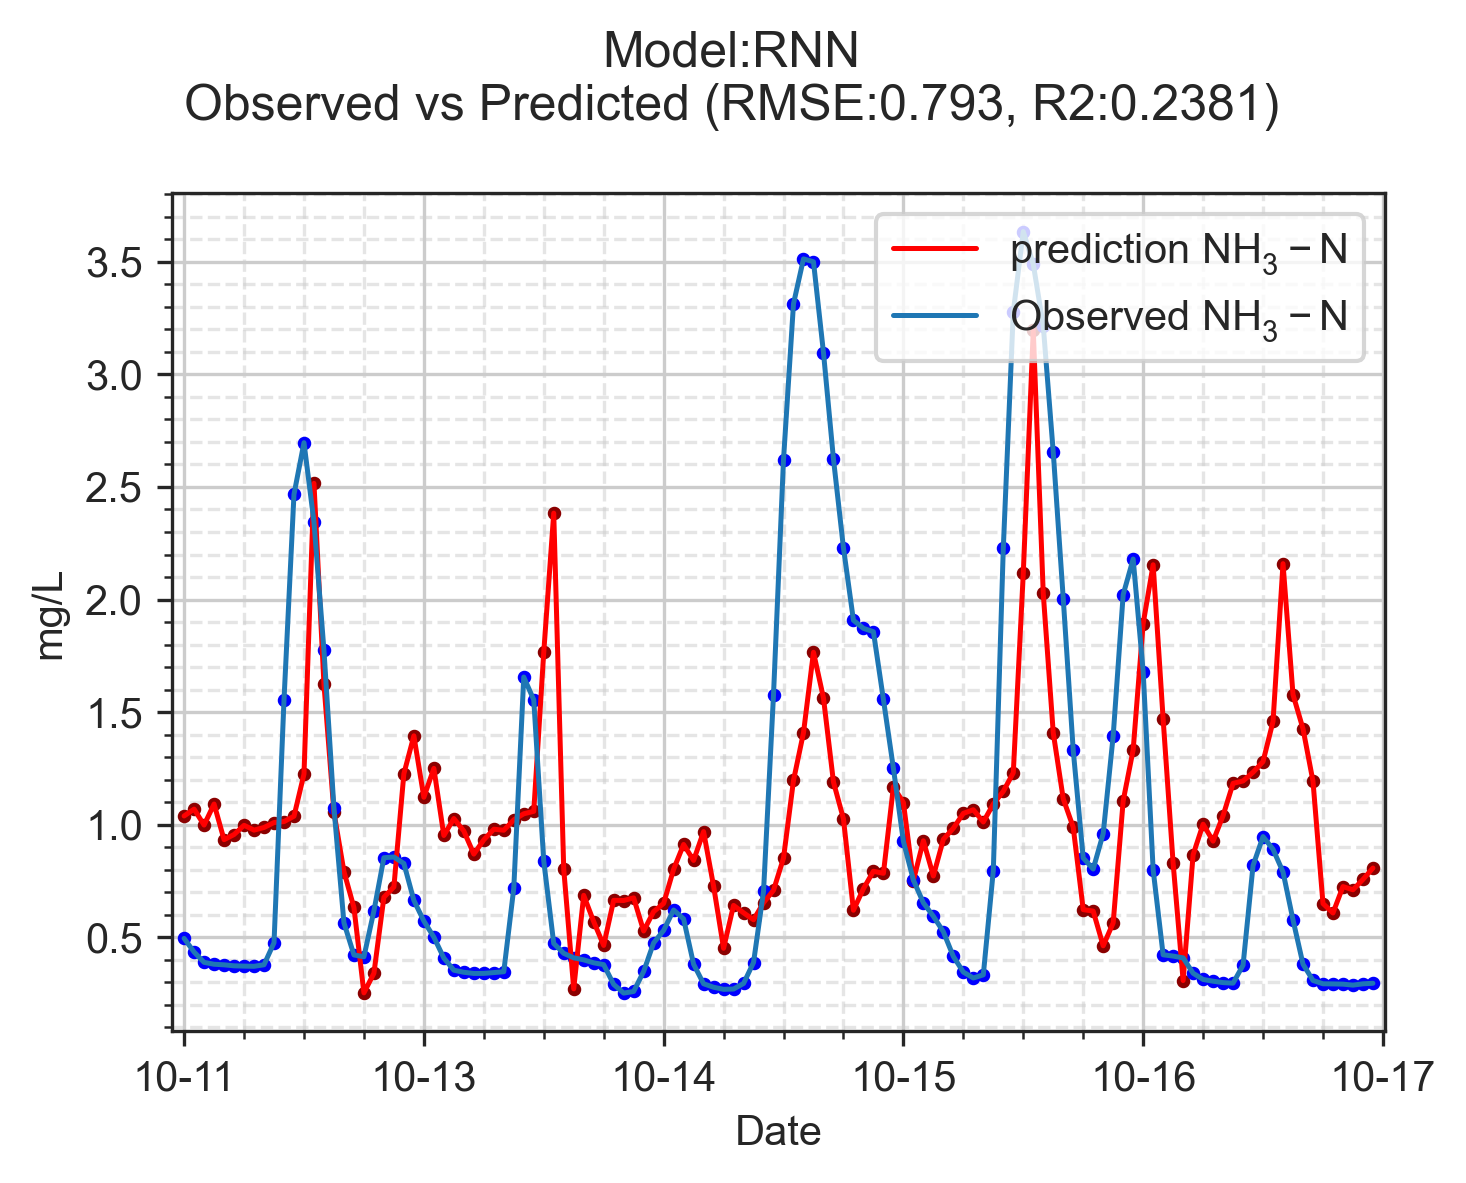 Model:RNN
Observed vs Predicted (RMSE:0.793, R2:0.2381)
prediction NH₃ − N
Observed NH₃ − N
3.5
3.0
2.5
2.0
1.5
1.0
0.5
mg/L
10-11 10-13 10-14 10-15 10-16 10-17
Date